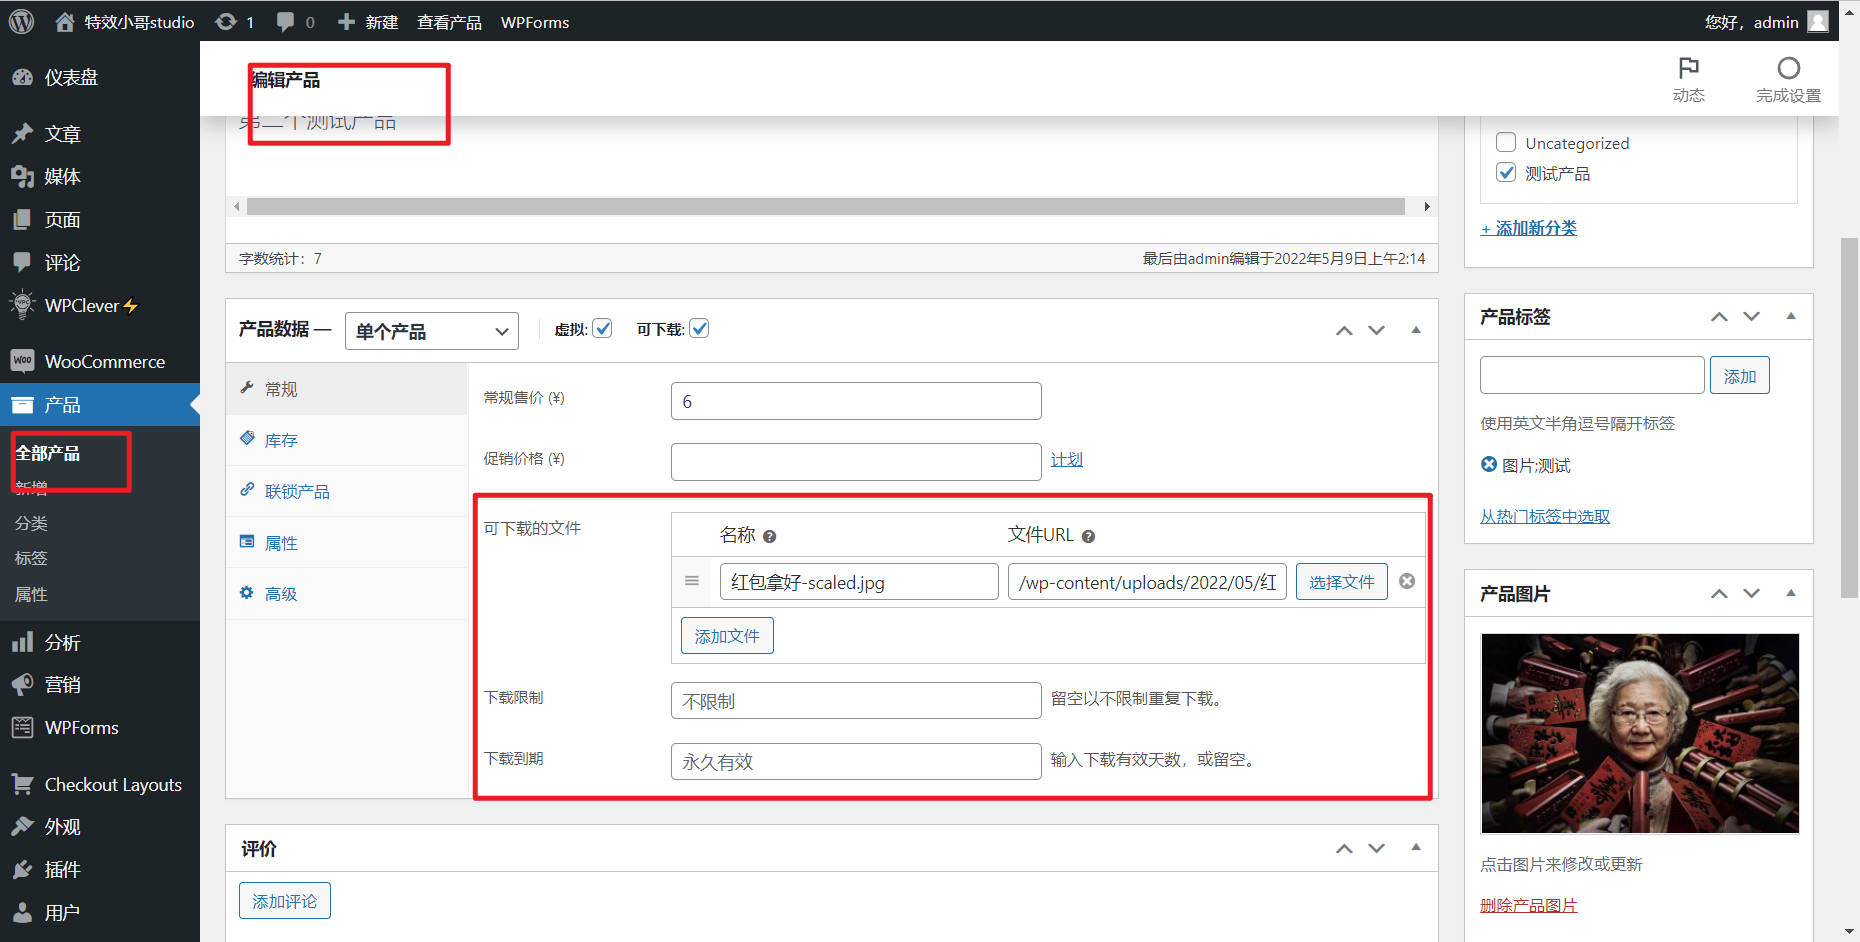 特效小哥studio 1 0 新建 查看产品 WPForms 您好，admin
仪表盘
文章
媒体
页面
评论
WPClever⚡
WooCommerce
产品
全部产品
新增
分类
标签
属性
分析
营销
WPForms
Checkout Layouts
外观
插件
用户
编辑产品
动态
完成设置
第二个测试产品
字数统计：7
最后由admin编辑于2022年5月9日上午2:14
产品数据 — 单个产品 虚拟: 可下载:
常规
库存
联锁产品
属性
高级
常规售价 (¥) 6
促销价格 (¥) 计划
可下载的文件
名称 ? 文件URL ?
红包拿好-scaled.jpg /wp-content/uploads/2022/05/红 选择文件
添加文件
下载限制 不限制 留空以不限制重复下载。
下载到期 永久有效 输入下载有效天数，或留空。
评价
添加评论
Uncategorized
测试产品
+ 添加新分类
产品标签
添加
使用英文半角逗号隔开标签
图片;测试
从热门标签中选取
产品图片
点击图片来修改或更新
删除产品图片